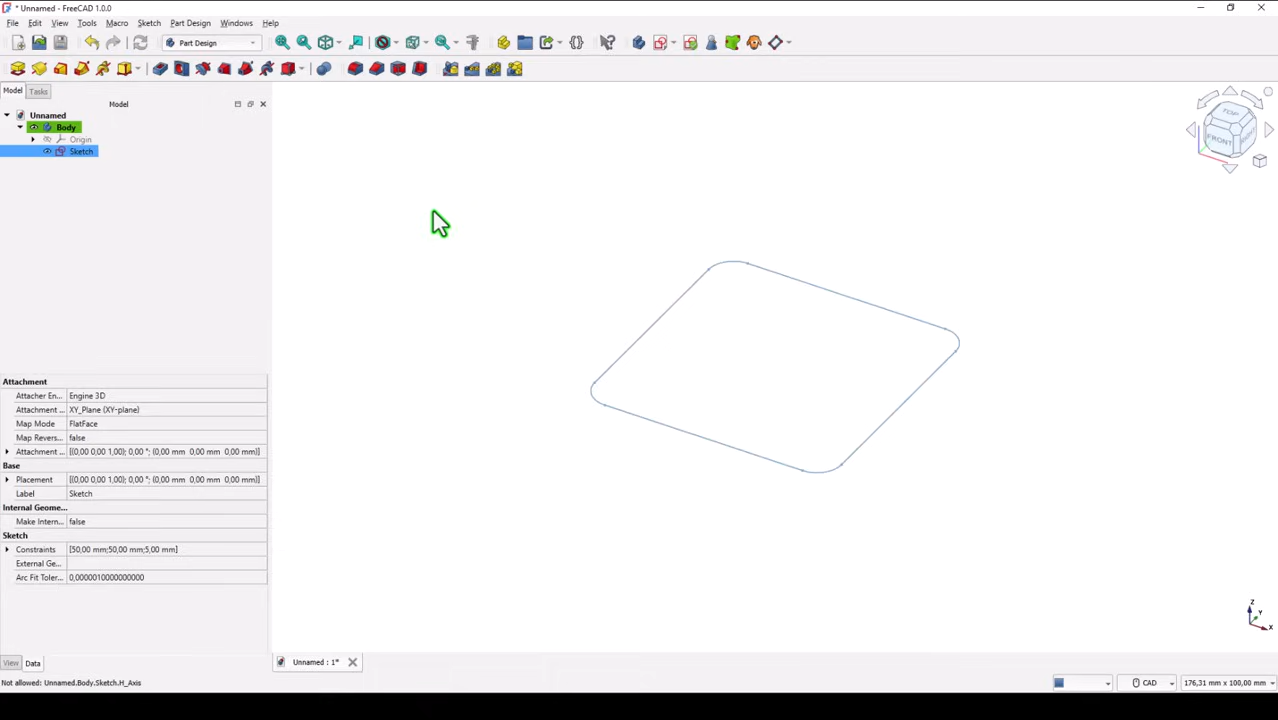 * Unnamed - FreeCAD 1.0.0
File Edit View Tools Macro Sketch Part Design Windows Help
Part Design
Model Tasks
Model
Unnamed
Body
Origin
Sketch
TOP
FRONT
RIGHT
Attachment
Attacher En... Engine 3D
Attachment ... XY_Plane (XY-plane)
Map Mode FlatFace
Map Revers... false
Attachment ... [(0,00 0,00 1,00); 0,00 °; (0,00 mm 0,00 mm 0,00 mm)]
Base
Placement [(0,00 0,00 1,00); 0,00 °; (0,00 mm 0,00 mm 0,00 mm)]
Label Sketch
Internal Geome...
Make Intern... false
Sketch
Constraints [50,00 mm;50,00 mm;5,00 mm]
External Ge...
Arc Fit Toler... 0,0000010000000000
Z
Y
X
View Data
Unnamed : 1*
Not allowed: Unnamed.Body.Sketch.H_Axis
CAD
176,31 mm x 100,00 mm